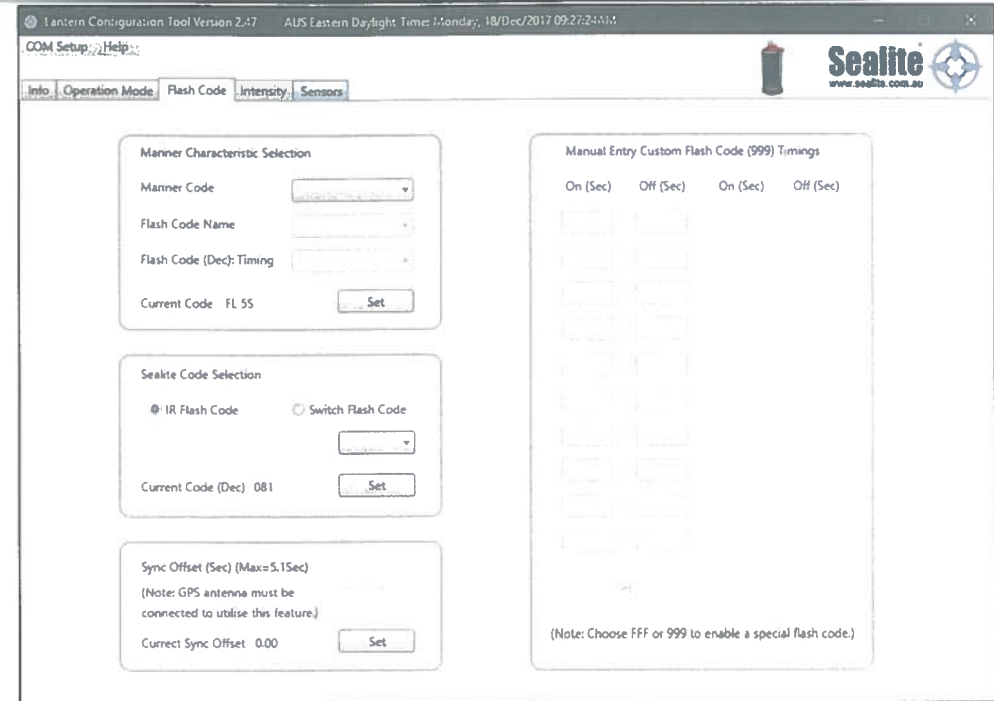 Lantern Configuration Tool Version 2.47 AUS Eastern Daylight Time: Monday, 18/Dec/2017 09:27:24AM
COM Setup Help
Sealite
www.sealite.com.au
Info Operation Mode Flash Code Intensity Sensors
Mariner Characteristic Selection
Mariner Code
Flash Code Name
Flash Code (Dec): Timing
Current Code FL 5S
Set
Sealite Code Selection
IR Flash Code Switch Flash Code
Current Code (Dec) 081
Set
Sync Offset (Sec) (Max=5.1Sec)
(Note: GPS antenna must be
connected to utilise this feature.)
Currect Sync Offset 0.00
Set
Manual Entry Custom Flash Code (999) Timings
On (Sec) Off (Sec) On (Sec) Off (Sec)
(Note: Choose FFF or 999 to enable a special flash code.)